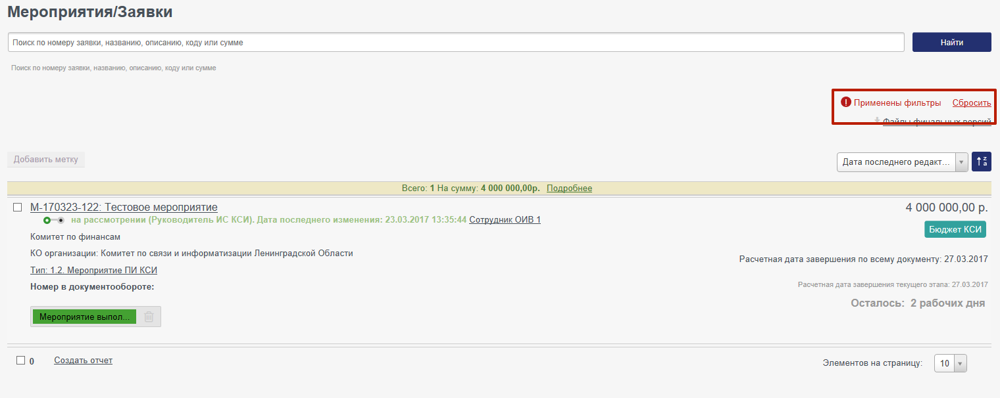 Мероприятия/Заявки
Поиск по номеру заявки, названию, описанию, коду или сумме
Найти
Поиск по номеру заявки, названию, описанию, коду или сумме
Применены фильтры Сбросить
Файлы финальных версий
Добавить метку
Дата последнего редакт...
Всего: 1 На сумму: 4 000 000,00р. Подробнее
М-170323-122: Тестовое мероприятие
4 000 000,00 р.
на рассмотрении (Руководитель ИС КСИ). Дата последнего изменения: 23.03.2017 13:35:44 Сотрудник ОИВ 1
Бюджет КСИ
Комитет по финансам
КО организации: Комитет по связи и информатизации Ленинградской Области
Расчетная дата завершения по всему документу: 27.03.2017
Тип: 1.2. Мероприятие ПИ КСИ
Номер в документообороте:
Расчетная дата завершения текущего этапа: 27.03.2017
Осталось: 2 рабочих дня
Мероприятие выпол...
0 Создать отчет
Элементов на страницу: 10